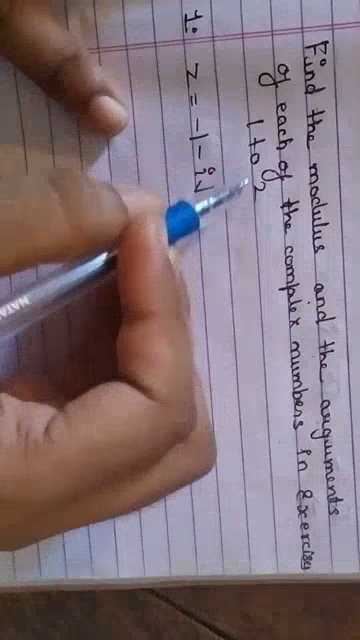 Find the modulus and the arguments
of each of the complex numbers in Exercises
1 to 2
1. z = -1 - i√
NATA